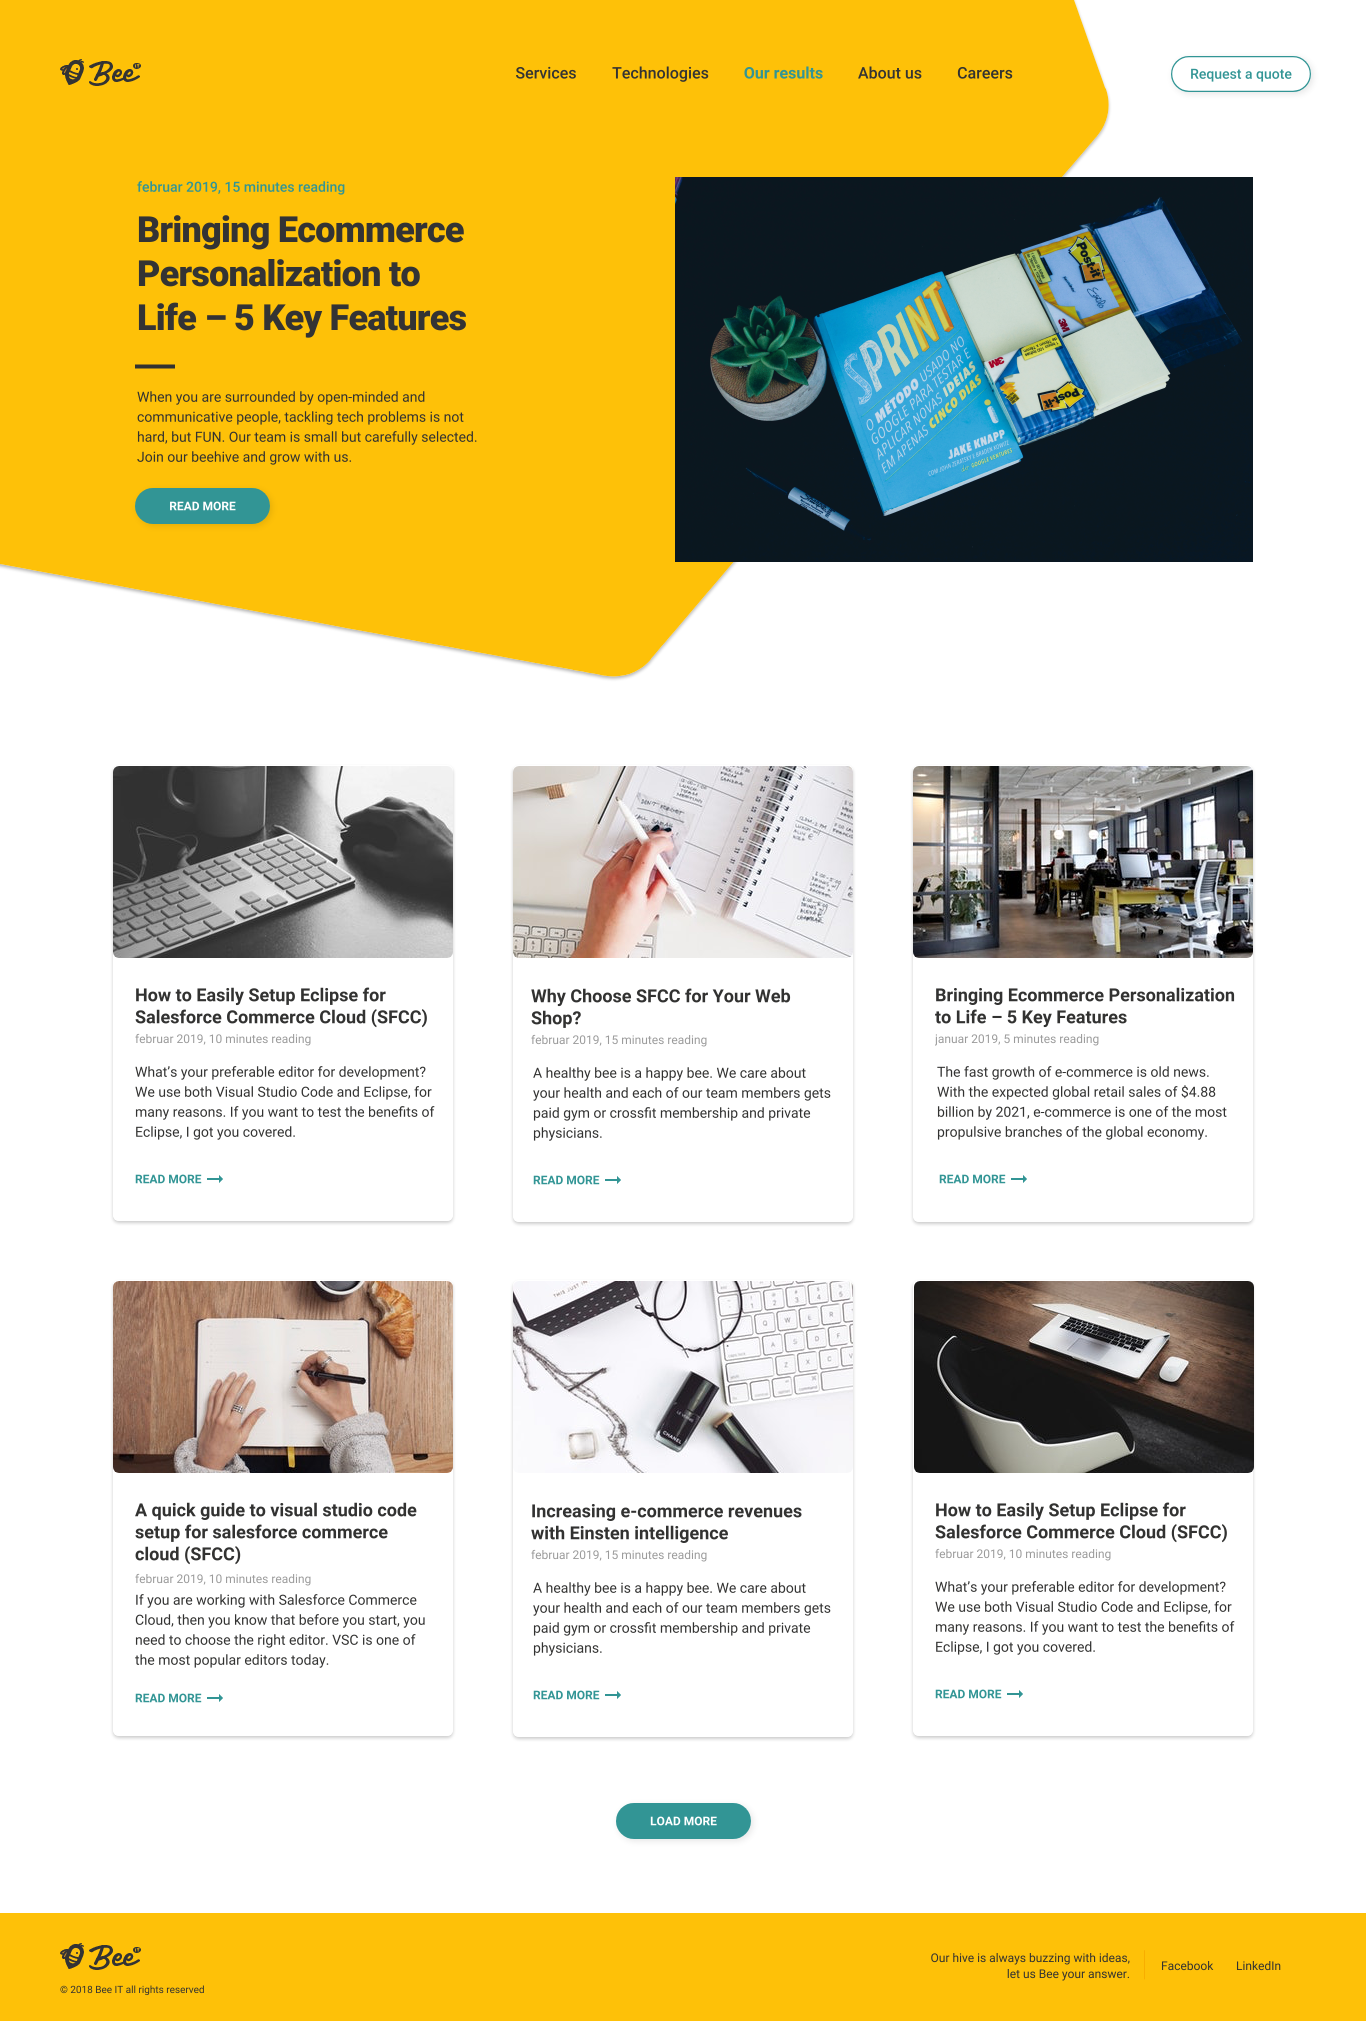 Bee IT
Services
Technologies
Our results
About us
Careers
Request a quote
februar 2019, 15 minutes reading
Bringing Ecommerce
Personalization to
Life – 5 Key Features
When you are surrounded by open-minded and
communicative people, tackling tech problems is not
hard, but FUN. Our team is small but carefully selected.
Join our beehive and grow with us.
READ MORE
SPRINT
O MÉTODO USADO NO
GOOGLE PARA TESTAR E
APLICAR NOVAS IDEIAS
EM APENAS CINCO DIAS
JAKE KNAPP
Post-it
3M
Post-it
3M
How to Easily Setup Eclipse for
Salesforce Commerce Cloud (SFCC)
februar 2019, 10 minutes reading
What's your preferable editor for development?
We use both Visual Studio Code and Eclipse, for
many reasons. If you want to test the benefits of
Eclipse, I got you covered.
READ MORE
Why Choose SFCC for Your Web
Shop?
februar 2019, 15 minutes reading
A healthy bee is a happy bee. We care about
your health and each of our team members gets
paid gym or crossfit membership and private
physicians.
READ MORE
Bringing Ecommerce Personalization
to Life – 5 Key Features
januar 2019, 5 minutes reading
The fast growth of e-commerce is old news.
With the expected global retail sales of $4.88
billion by 2021, e-commerce is one of the most
propulsive branches of the global economy.
READ MORE
A quick guide to visual studio code
setup for salesforce commerce
cloud (SFCC)
februar 2019, 10 minutes reading
If you are working with Salesforce Commerce
Cloud, then you know that before you start, you
need to choose the right editor. VSC is one of
the most popular editors today.
READ MORE
CHANEL
Increasing e-commerce revenues
with Einsten intelligence
februar 2019, 15 minutes reading
A healthy bee is a happy bee. We care about
your health and each of our team members gets
paid gym or crossfit membership and private
physicians.
READ MORE
How to Easily Setup Eclipse for
Salesforce Commerce Cloud (SFCC)
februar 2019, 10 minutes reading
What's your preferable editor for development?
We use both Visual Studio Code and Eclipse, for
many reasons. If you want to test the benefits of
Eclipse, I got you covered.
READ MORE
LOAD MORE
Bee IT
© 2018 Bee IT all rights reserved
Our hive is always buzzing with ideas,
let us Bee your answer.
Facebook
LinkedIn